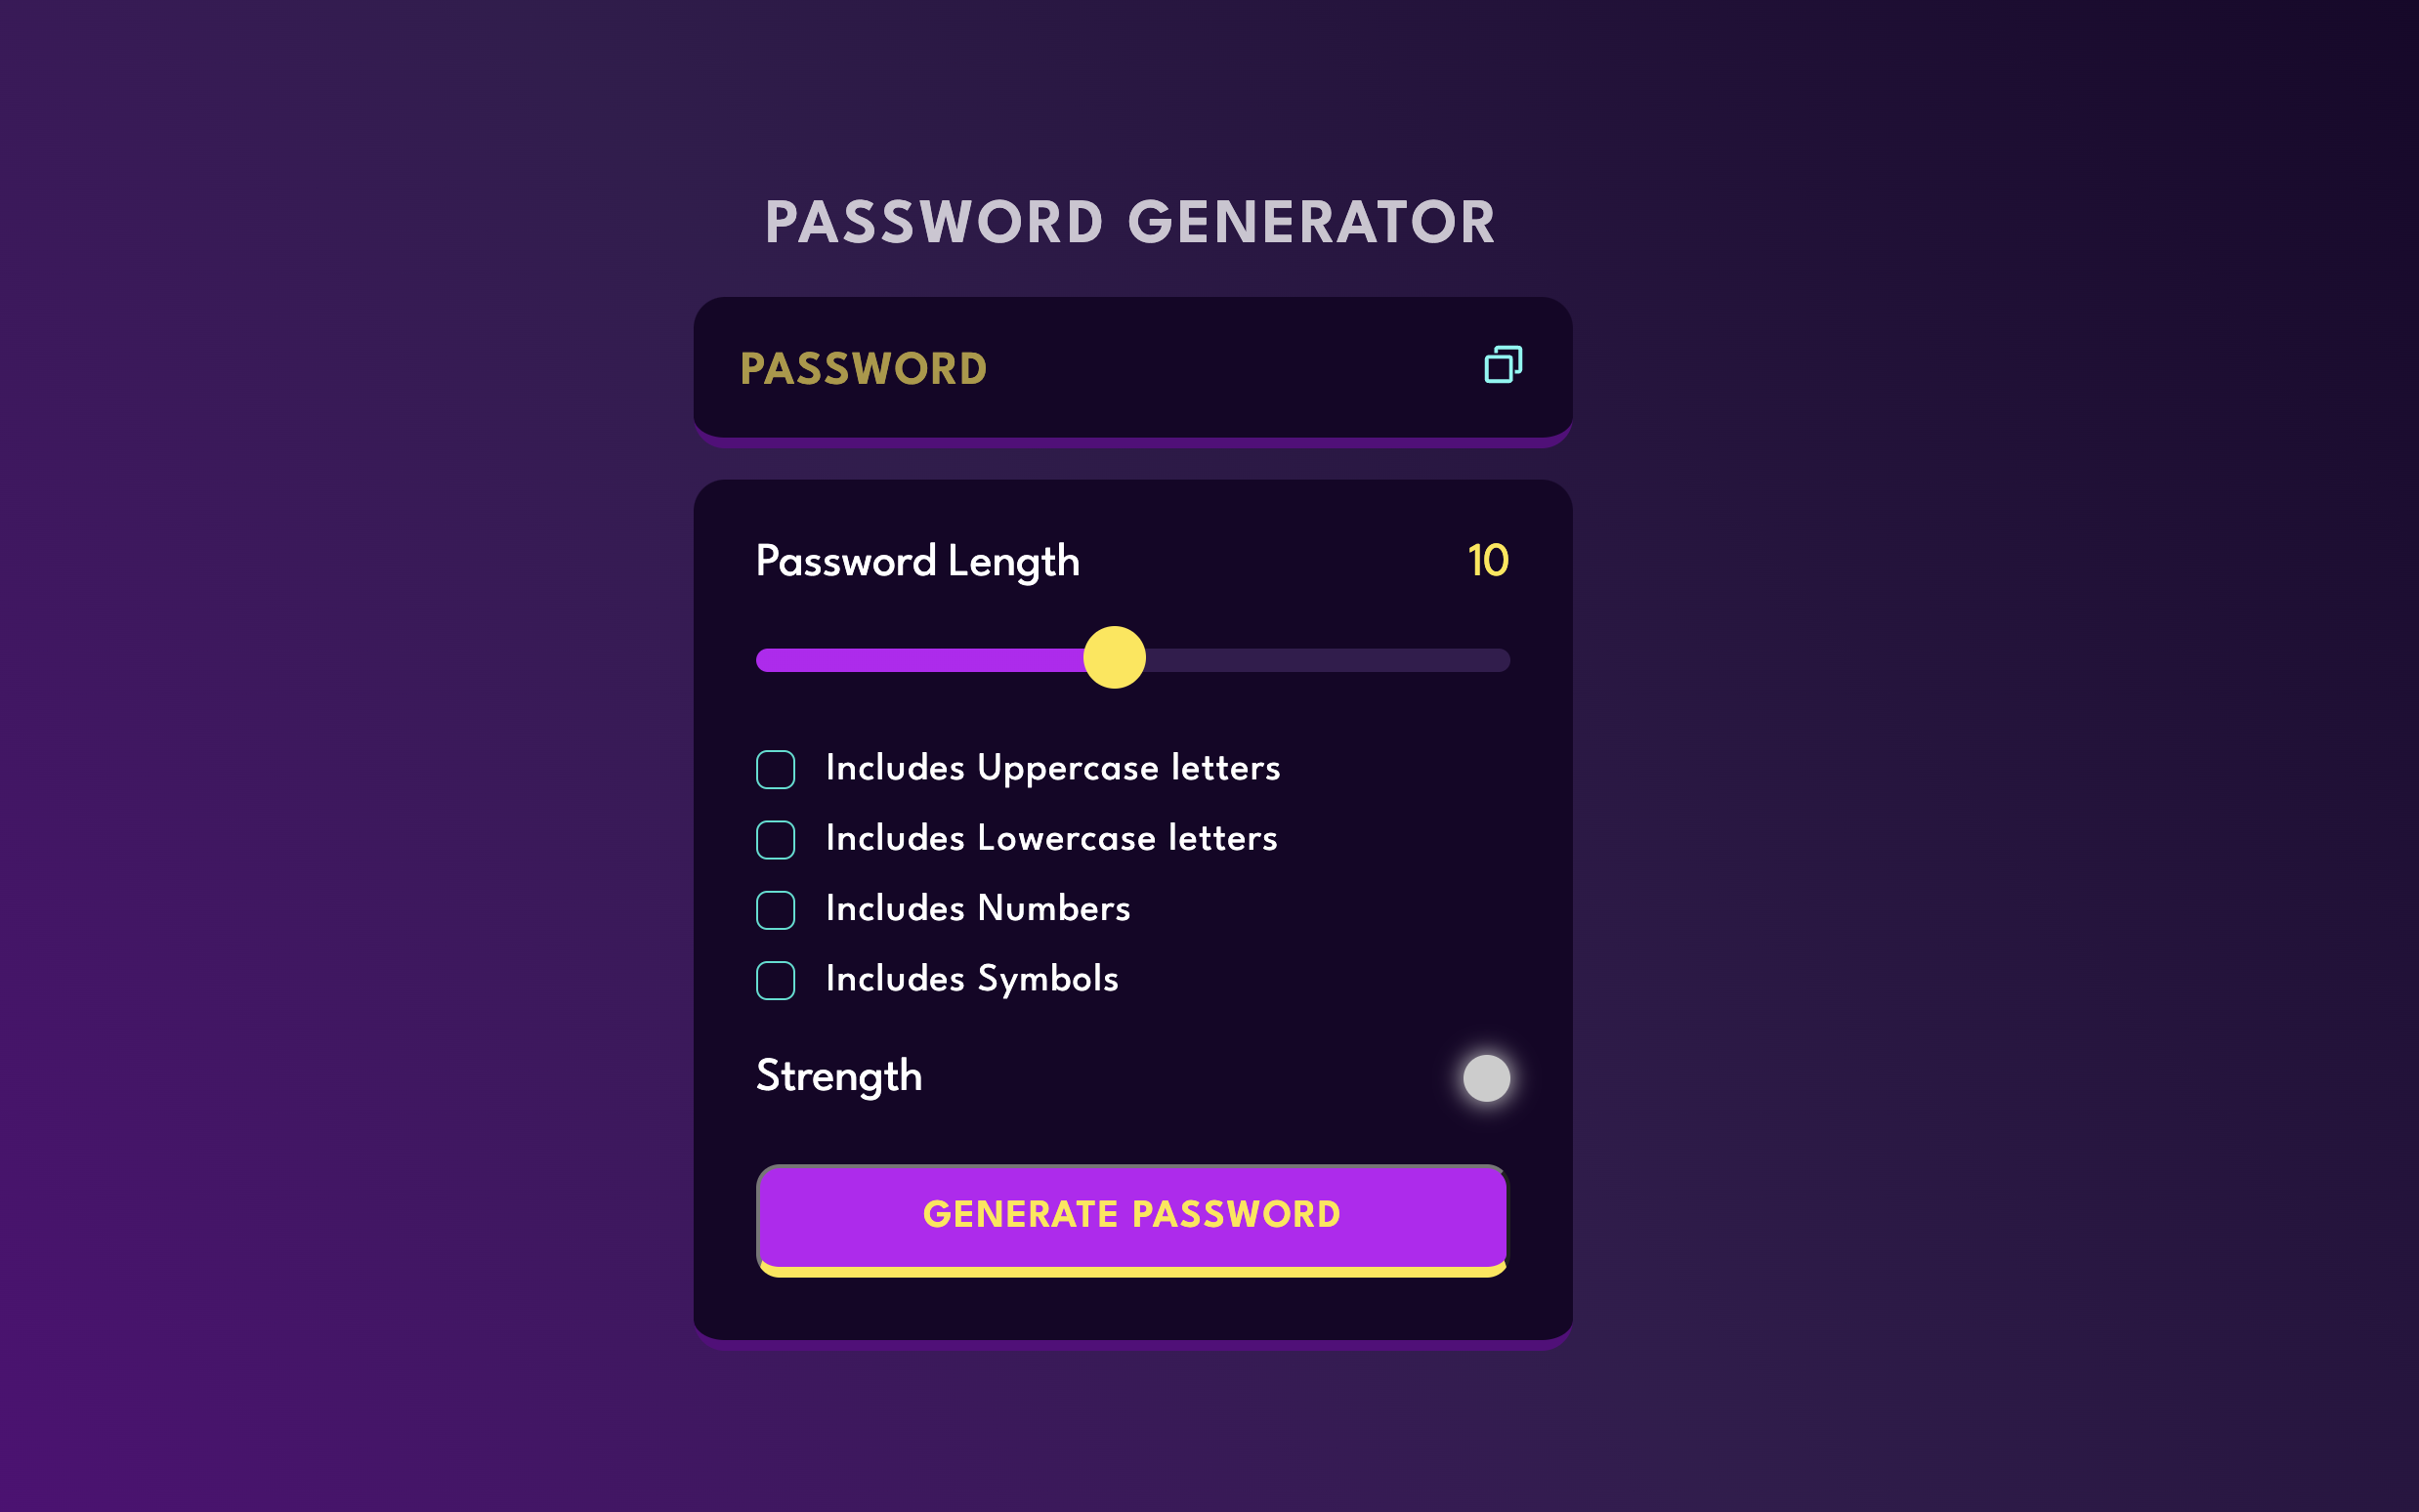 PASSWORD GENERATOR
PASSWORD
Password Length 10
Includes Uppercase letters
Includes Lowercase letters
Includes Numbers
Includes Symbols
Strength
GENERATE PASSWORD